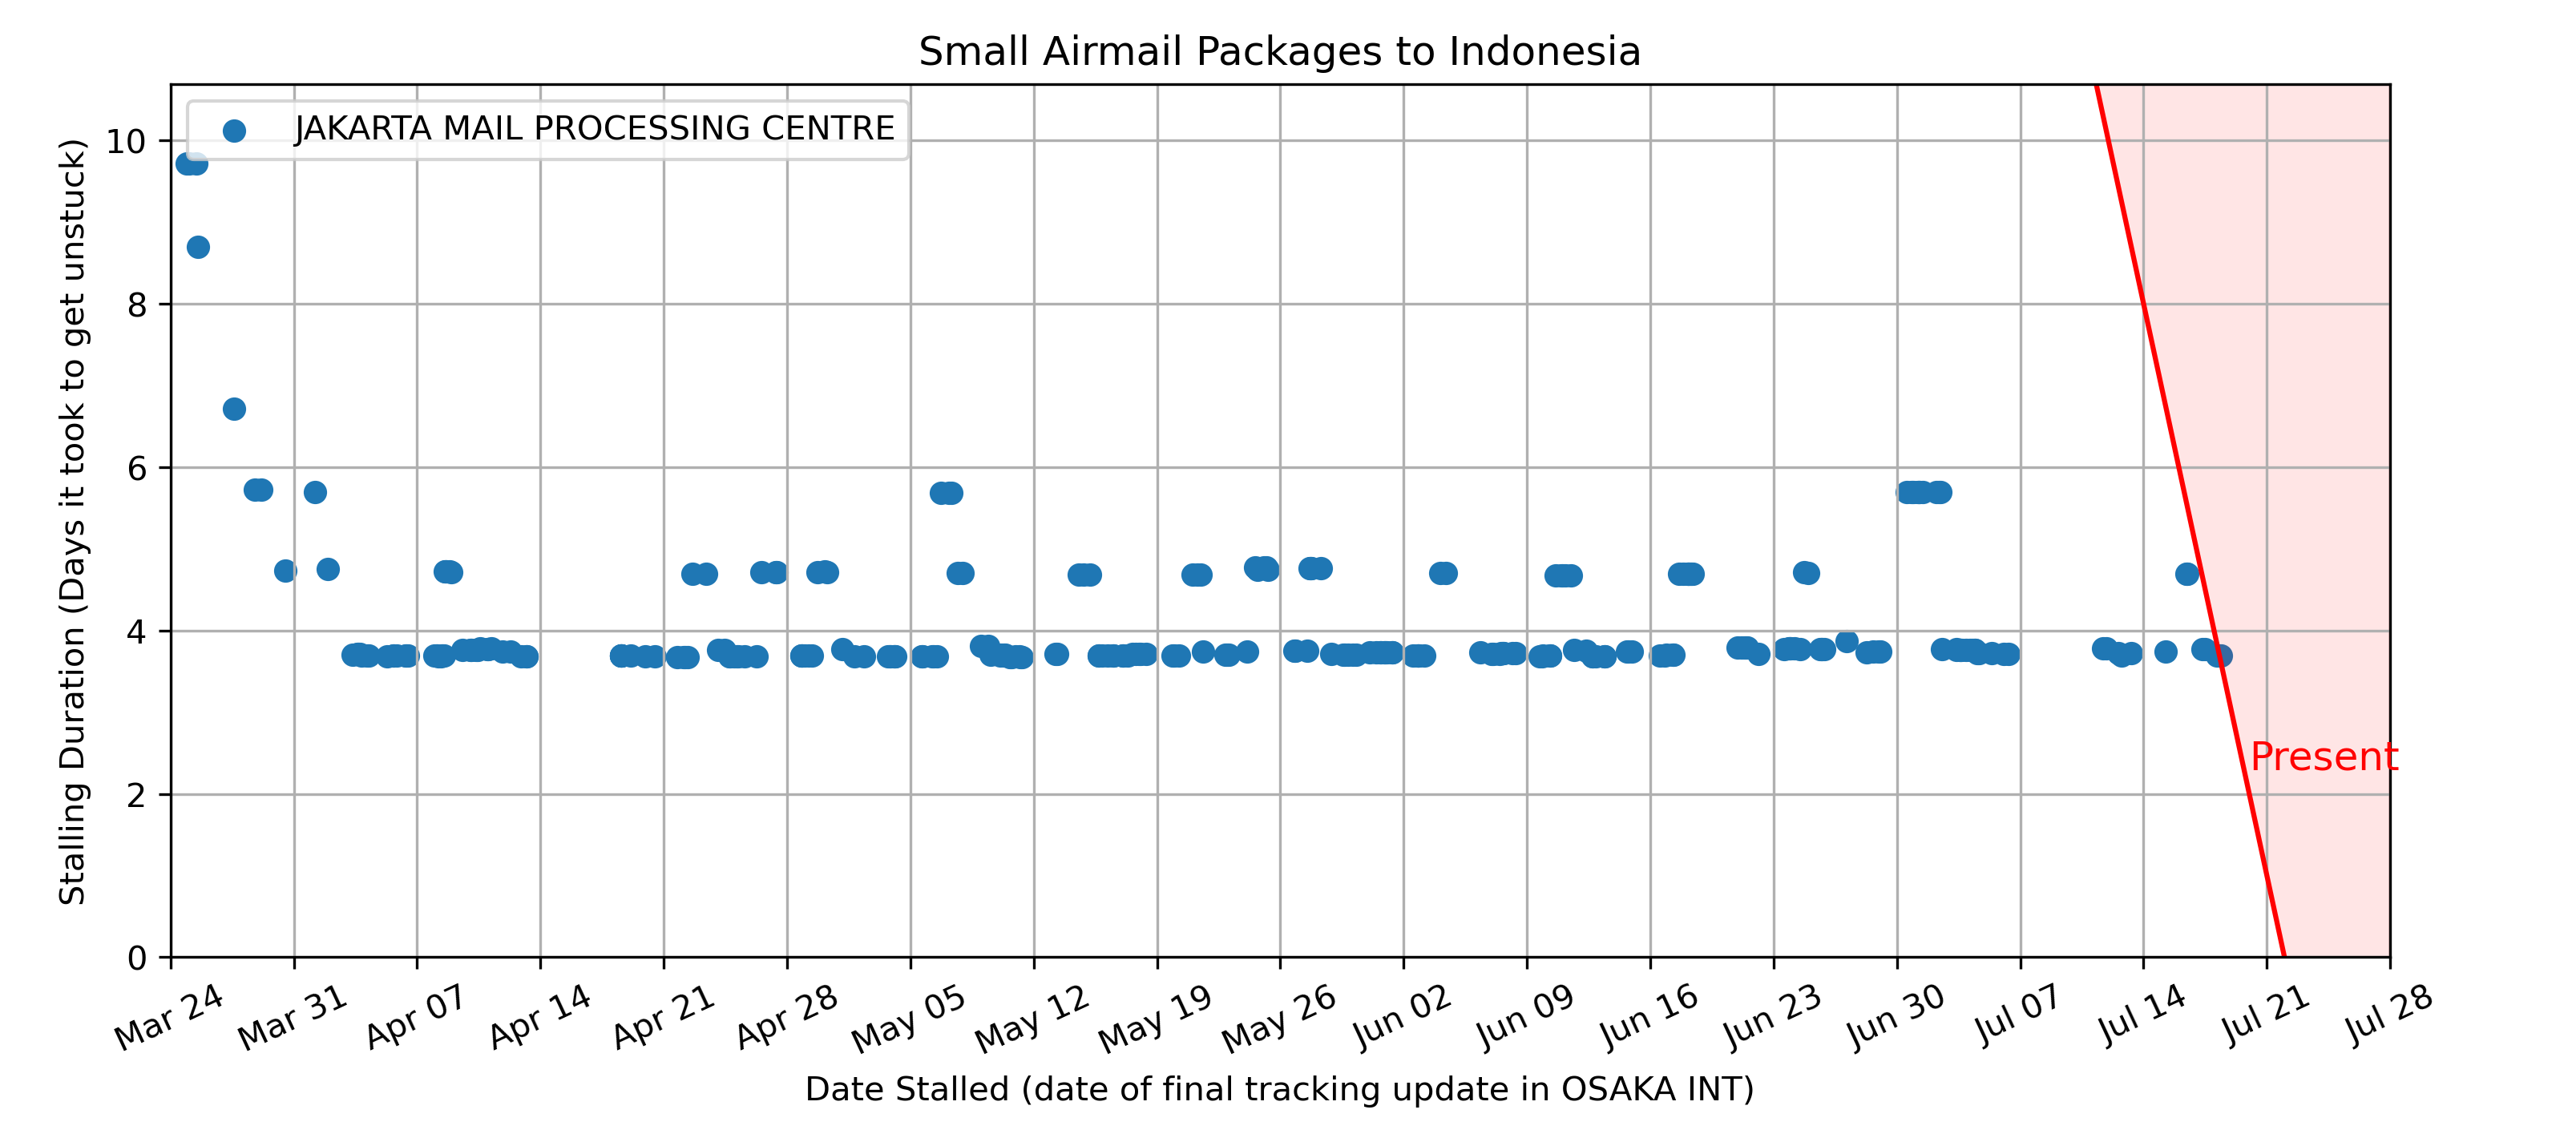 Small Airmail Packages to Indonesia
JAKARTA MAIL PROCESSING CENTRE
Stalling Duration (Days it took to get unstuck)
10
8
6
4
2
0
Present
Mar 24
Mar 31
Apr 07
Apr 14
Apr 21
Apr 28
May 05
May 12
May 19
May 26
Jun 02
Jun 09
Jun 16
Jun 23
Jun 30
Jul 07
Jul 14
Jul 21
Jul 28
Date Stalled (date of final tracking update in OSAKA INT)